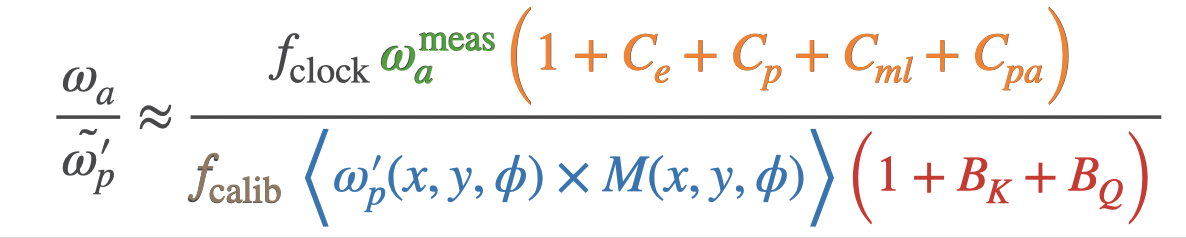 ω_a / ω̃′_p ≈ f_clock ω_a^meas (1 + C_e + C_p + C_ml + C_pa) / f_calib ⟨ω′_p(x, y, ϕ) × M(x, y, ϕ)⟩ (1 + B_K + B_Q)